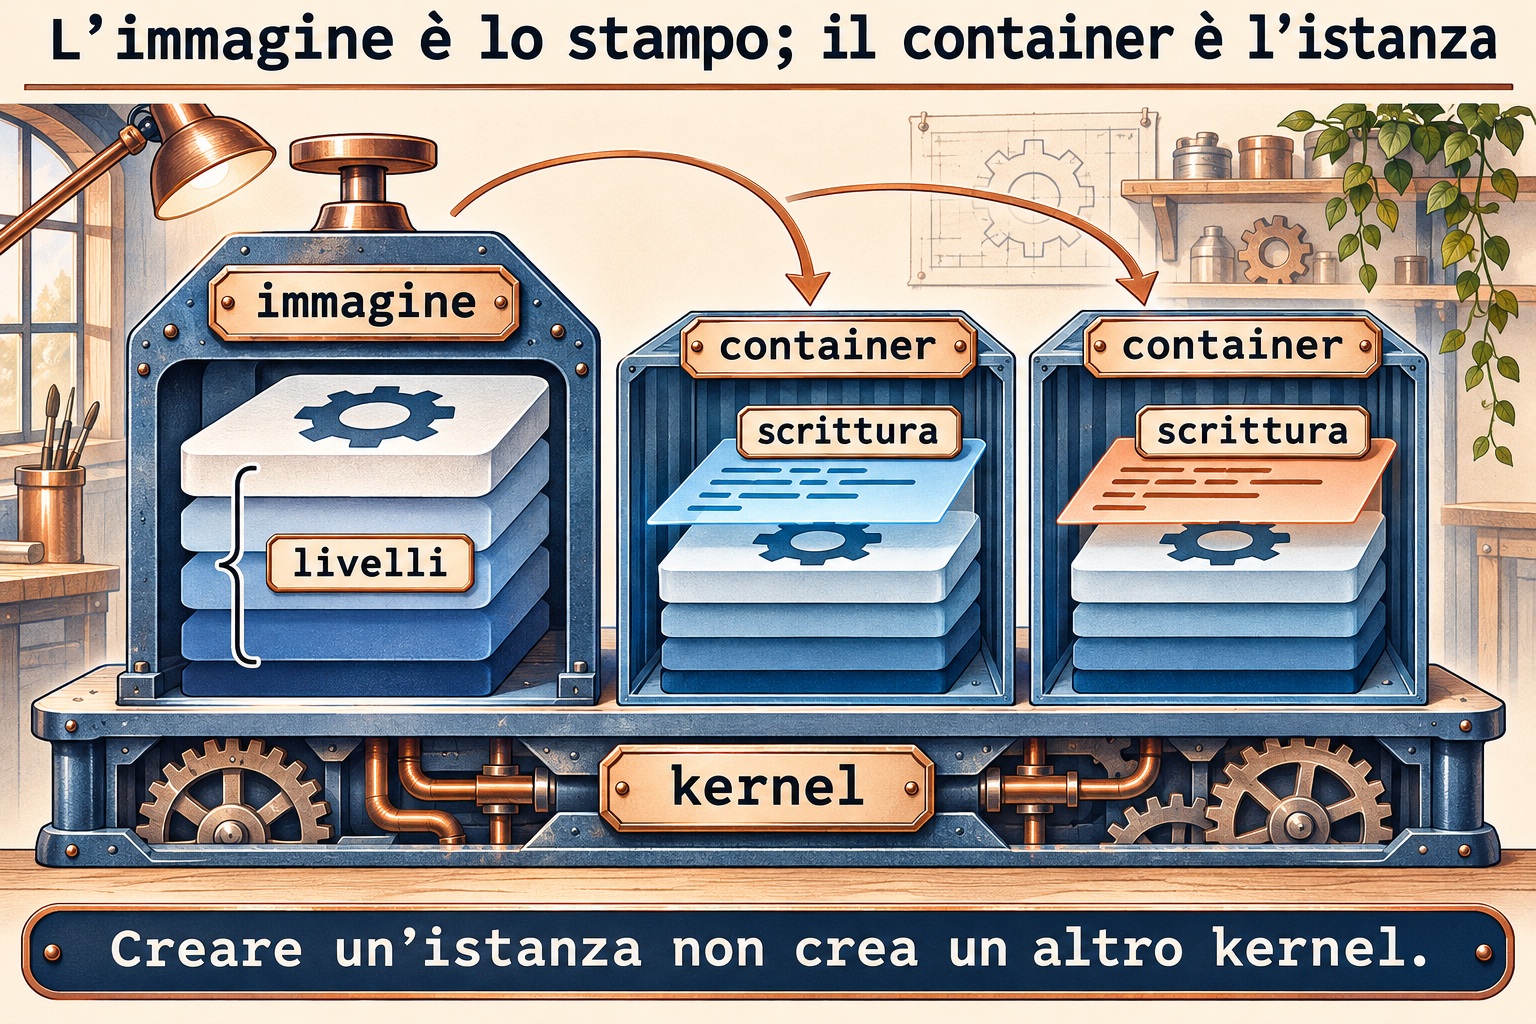 L’immagine è lo stampo; il container è l’istanza
immagine
container
container
scrittura
scrittura
livelli
kernel
Creare un’istanza non crea un altro kernel.